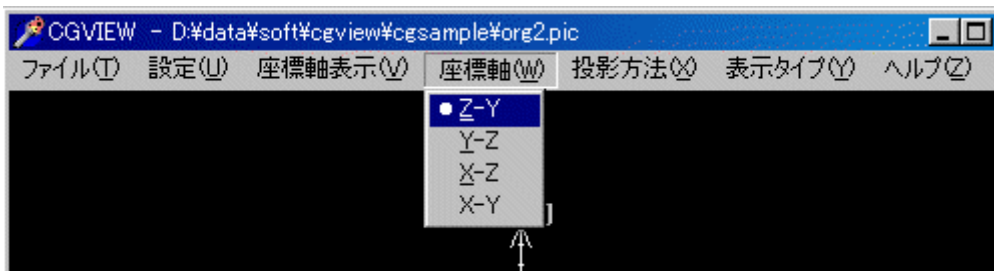 CGVIEW - D:¥data¥soft¥cgview¥cgsample¥org2.pic
ファイル(T) 設定(U) 座標軸表示(V) 座標軸(W) 投影方法(X) 表示タイプ(Y) ヘルプ(Z)
Z-Y
Y-Z
X-Z
X-Y